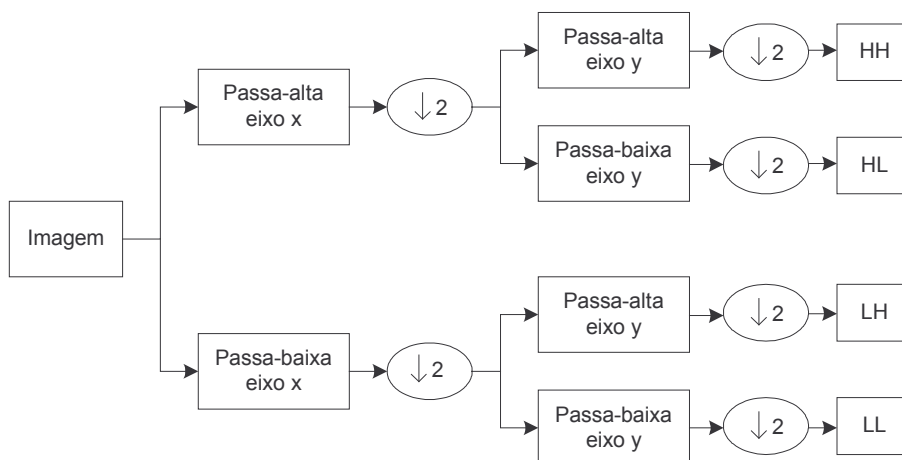 Imagem
Passa-alta
eixo x
↓ 2
Passa-alta
eixo y
↓ 2
HH
Passa-baixa
eixo y
↓ 2
HL
Passa-baixa
eixo x
↓ 2
Passa-alta
eixo y
↓ 2
LH
Passa-baixa
eixo y
↓ 2
LL